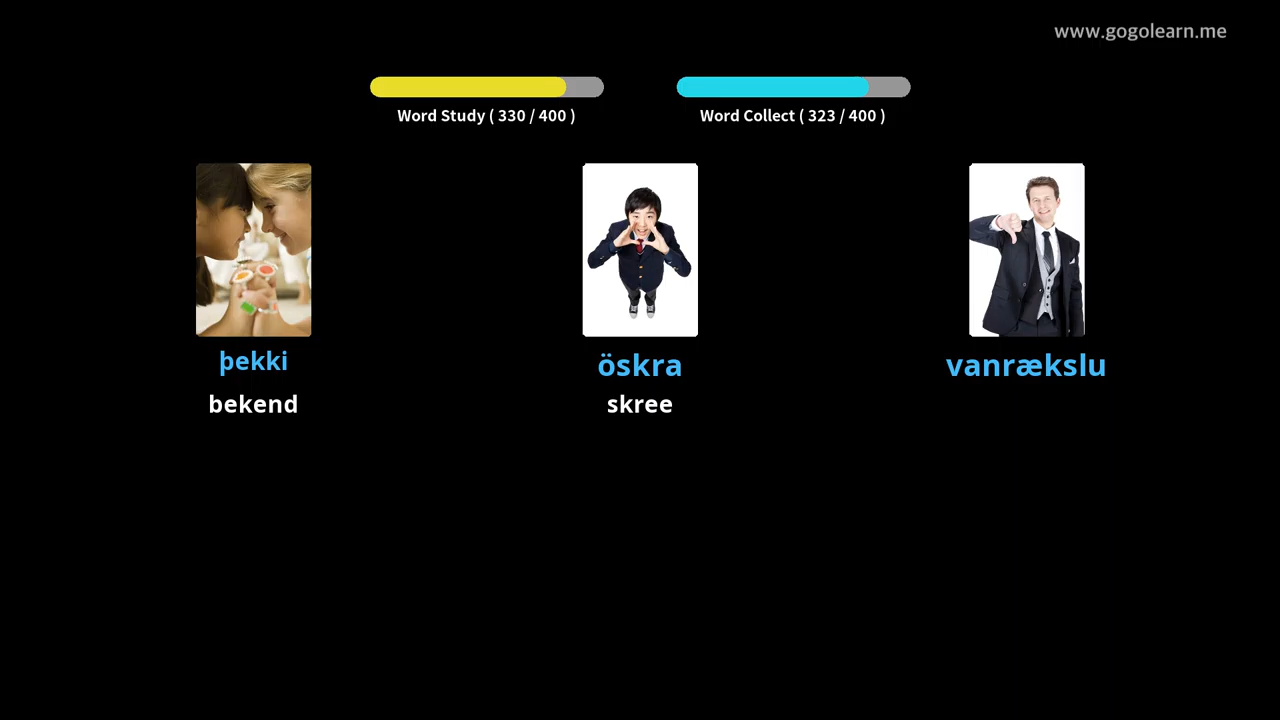 www.gogolearn.me
Word Study ( 330 / 400 )
Word Collect ( 323 / 400 )
þekki
öskra
vanrækslu
bekend
skree